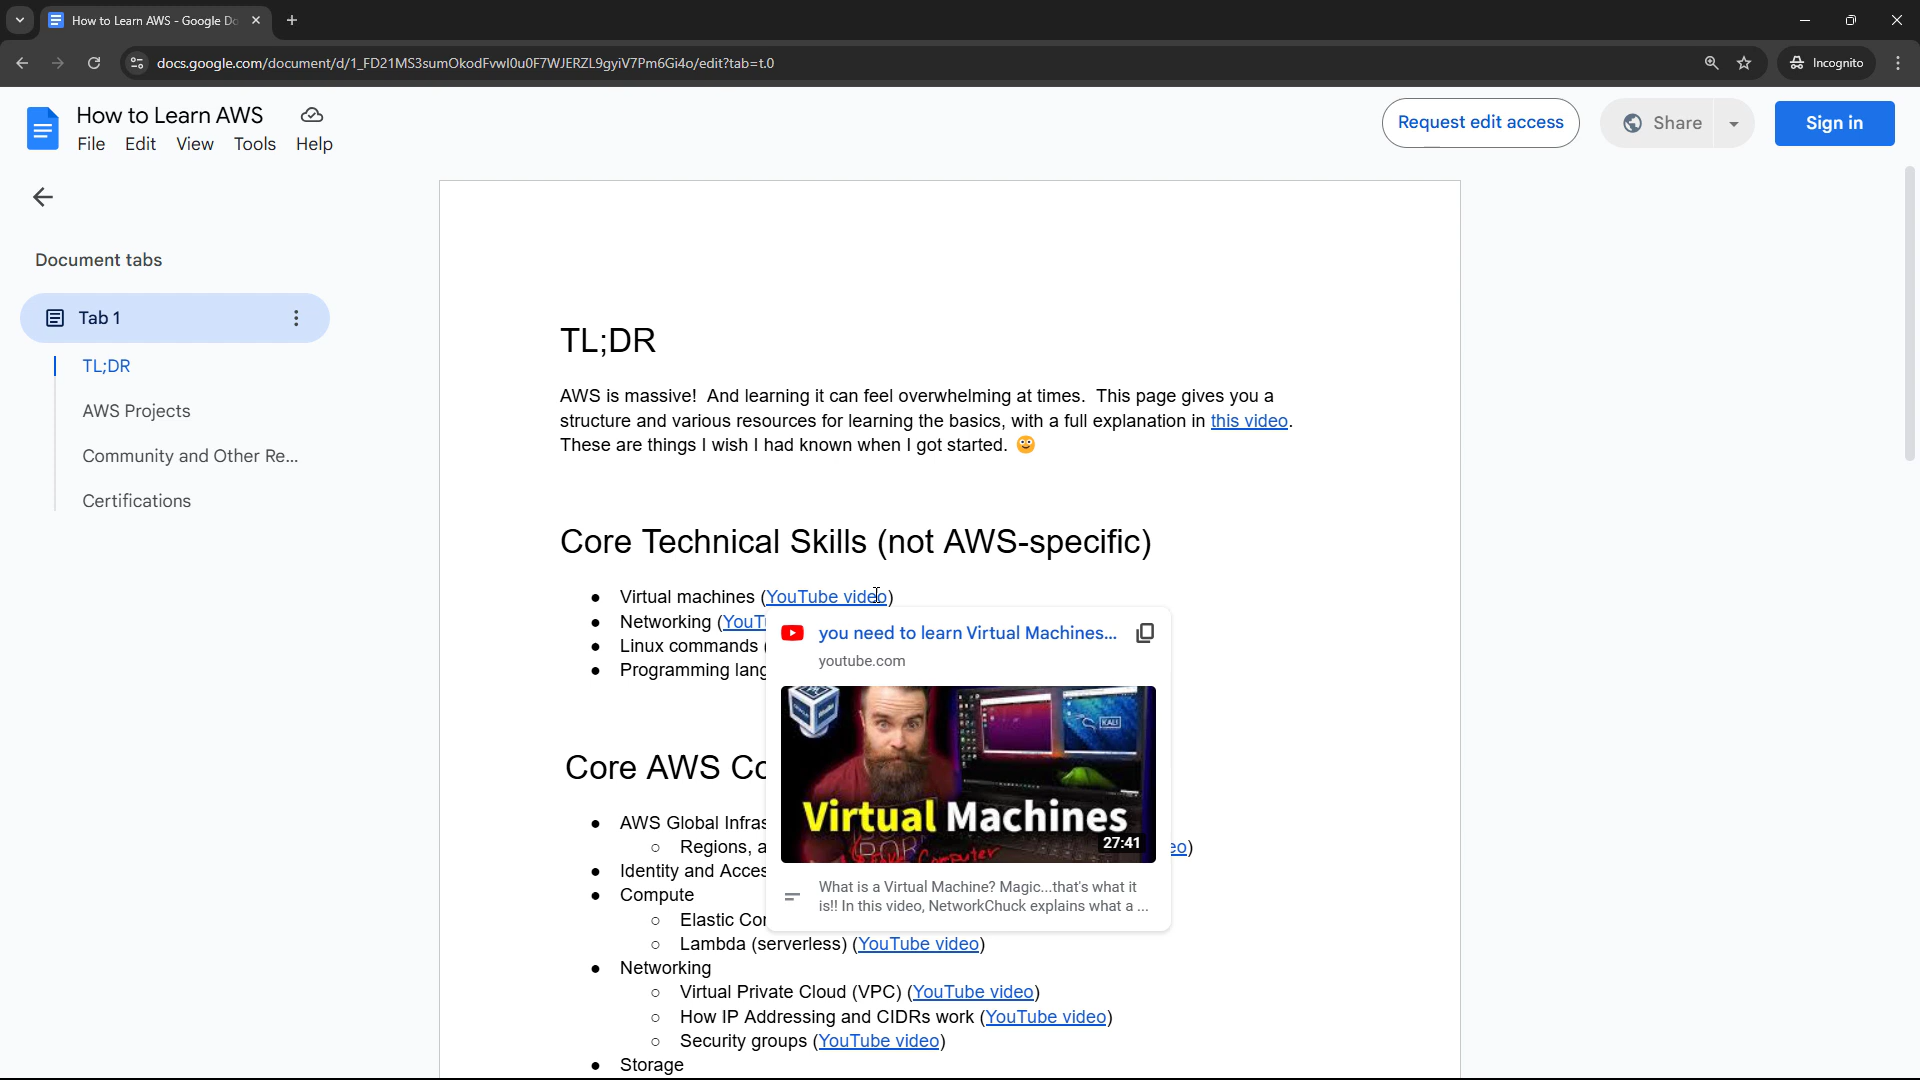 How to Learn AWS - Google Do
docs.google.com/document/d/1_FD21MS3sumOkodFvwl0u0F7WJERZL9gyiV7Pm6Gi4o/edit?tab=t.0
Incognito
How to Learn AWS
File Edit View Tools Help
Request edit access
Share
Sign in
Document tabs
Tab 1
TL;DR
AWS Projects
Community and Other Re...
Certifications
TL;DR
AWS is massive! And learning it can feel overwhelming at times. This page gives you a
structure and various resources for learning the basics, with a full explanation in this video.
These are things I wish I had known when I got started.
Core Technical Skills (not AWS-specific)
● Virtual machines (YouTube video)
● Networking (YouT
● Linux commands (
● Programming lang
you need to learn Virtual Machines...
youtube.com
KALI
Virtual Machines
27:41
What is a Virtual Machine? Magic...that's what it
is!! In this video, NetworkChuck explains what a ...
Core AWS Co
● AWS Global Infras
○ Regions, a eo)
● Identity and Acces
● Compute
○ Elastic Co
○ Lambda (serverless) (YouTube video)
● Networking
○ Virtual Private Cloud (VPC) (YouTube video)
○ How IP Addressing and CIDRs work (YouTube video)
○ Security groups (YouTube video)
● Storage